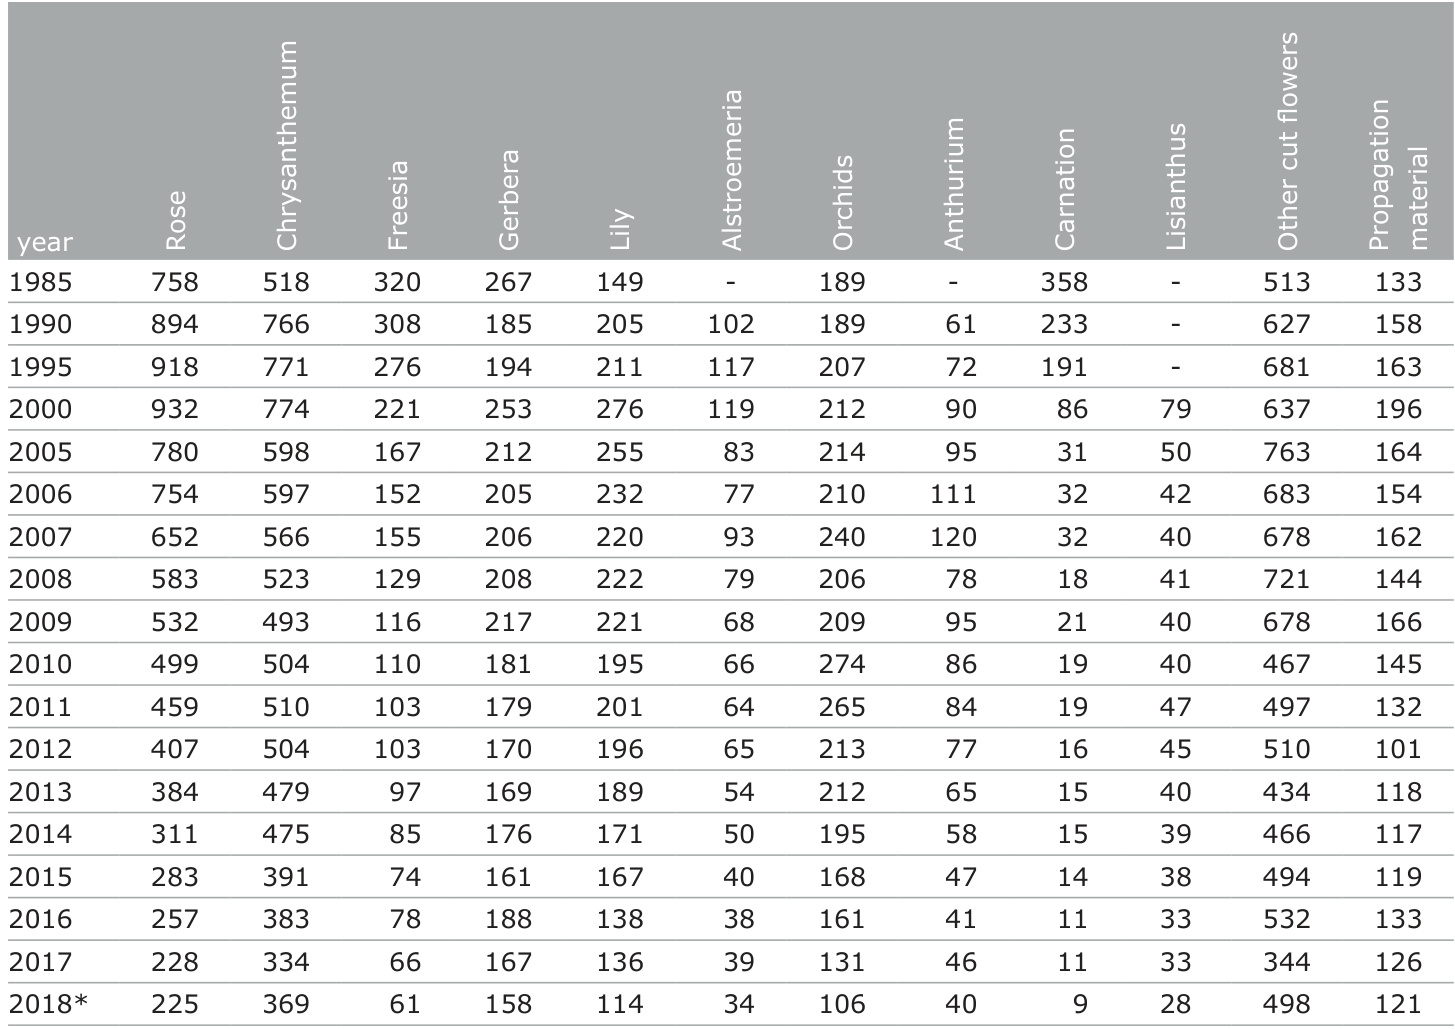 year Rose Chrysanthemum Freesia Gerbera Lily Alstroemeria Orchids Anthurium Carnation Lisianthus Other cut flowers Propagation material
1985 758 518 320 267 149 - 189 - 358 - 513 133
1990 894 766 308 185 205 102 189 61 233 - 627 158
1995 918 771 276 194 211 117 207 72 191 - 681 163
2000 932 774 221 253 276 119 212 90 86 79 637 196
2005 780 598 167 212 255 83 214 95 31 50 763 164
2006 754 597 152 205 232 77 210 111 32 42 683 154
2007 652 566 155 206 220 93 240 120 32 40 678 162
2008 583 523 129 208 222 79 206 78 18 41 721 144
2009 532 493 116 217 221 68 209 95 21 40 678 166
2010 499 504 110 181 195 66 274 86 19 40 467 145
2011 459 510 103 179 201 64 265 84 19 47 497 132
2012 407 504 103 170 196 65 213 77 16 45 510 101
2013 384 479 97 169 189 54 212 65 15 40 434 118
2014 311 475 85 176 171 50 195 58 15 39 466 117
2015 283 391 74 161 167 40 168 47 14 38 494 119
2016 257 383 78 188 138 38 161 41 11 33 532 133
2017 228 334 66 167 136 39 131 46 11 33 344 126
2018* 225 369 61 158 114 34 106 40 9 28 498 121